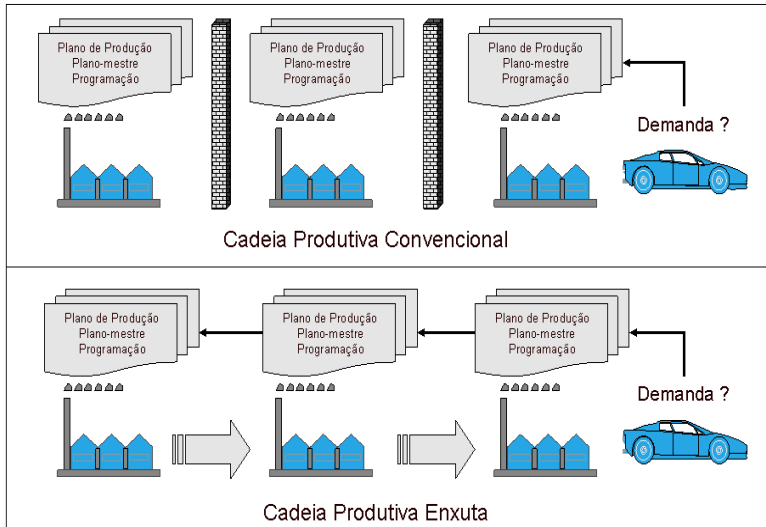 Plano de Produção
Plano-mestre
Programação
Plano de Produção
Plano-mestre
Programação
Plano de Produção
Plano-mestre
Programação
Demanda ?
Cadeia Produtiva Convencional
Plano de Produção
Plano-mestre
Programação
Plano de Produção
Plano-mestre
Programação
Plano de Produção
Plano-mestre
Programação
Demanda ?
Cadeia Produtiva Enxuta